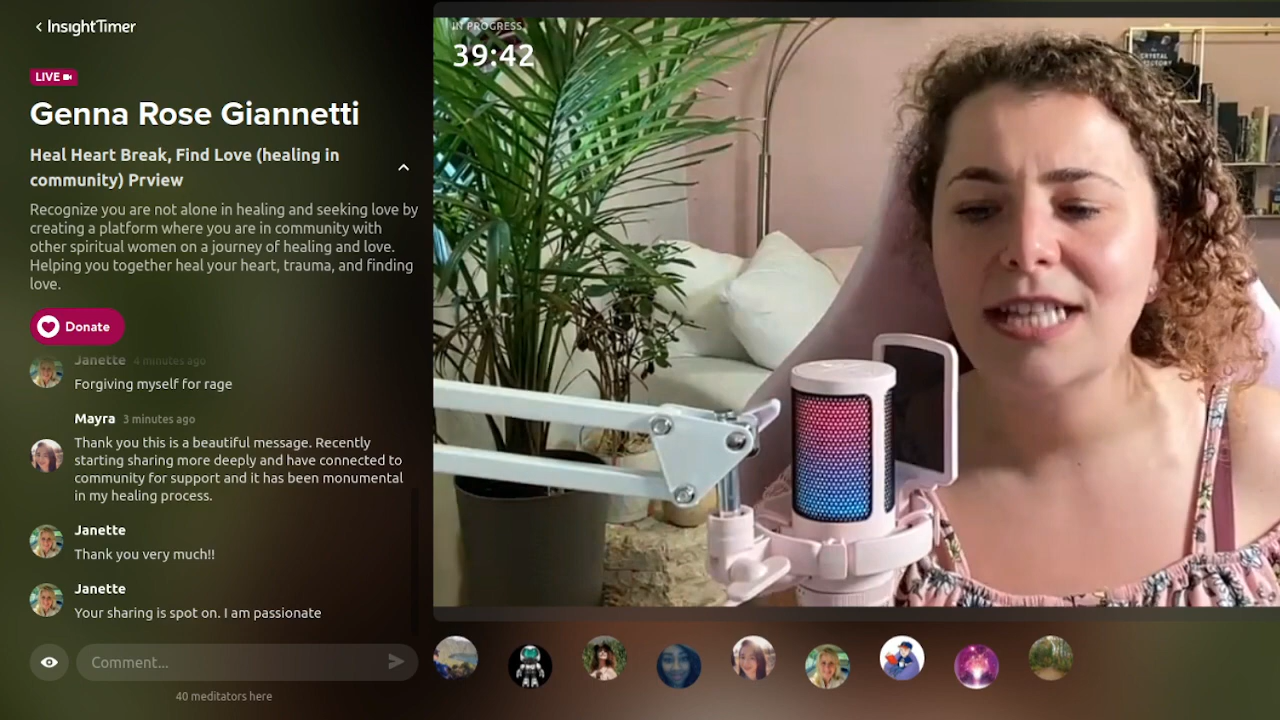 InsightTimer
LIVE
Genna Rose Giannetti
Heal Heart Break, Find Love (healing in
community) Prview
Recognize you are not alone in healing and seeking love by
creating a platform where you are in community with
other spiritual women on a journey of healing and love.
Helping you together heal your heart, trauma, and finding
love.
Donate
Janette 4 minutes ago
Forgiving myself for rage
Mayra 3 minutes ago
Thank you this is a beautiful message. Recently
starting sharing more deeply and have connected to
community for support and it has been monumental
in my healing process.
Janette
Thank you very much!!
Janette
Your sharing is spot on. I am passionate
Comment...
40 meditators here
IN PROGRESS
39:42
CRYSTAL